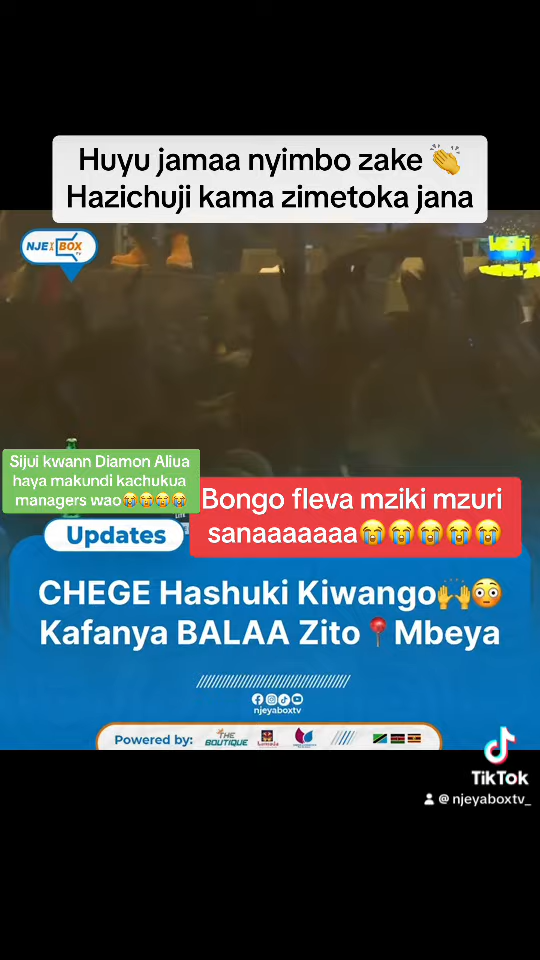 Huyu jamaa nyimbo zake 👏
Hazichuji kama zimetoka jana
NJE BOX
TV
Sijui kwann Diamon Aliua
haya makundi kachukua
managers wao😭😭😭😭
Bongo fleva mziki mzuri
sanaaaaaaa😭😭😭😭😭
Updates
CHEGE Hashuki Kiwango🙌😳
Kafanya BALAA Zito📍Mbeya
njeyaboxtv
Powered by:
THE
BOUTIQUE
TikTok
@njeyaboxtv_